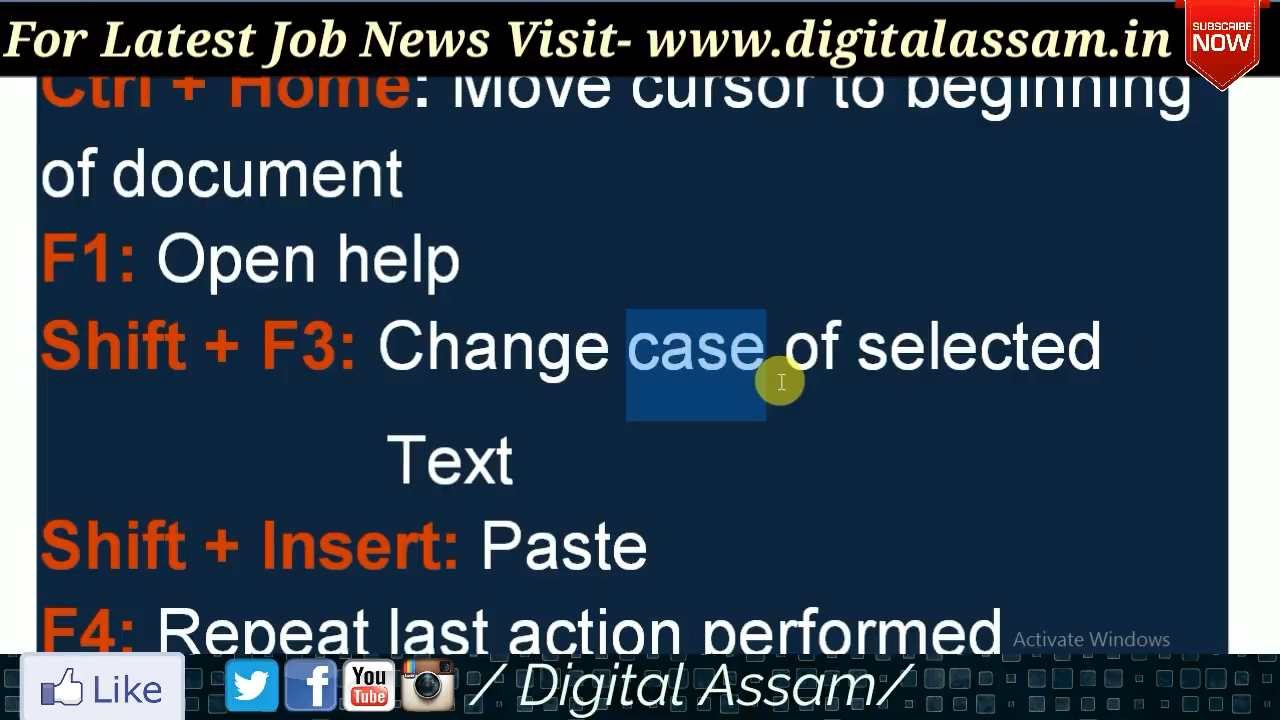 For Latest Job News Visit- www.digitalassam.in
SUBSCRIBE
NOW
Ctrl + Home: Move cursor to beginning
of document
F1: Open help
Shift + F3: Change case of selected
Text
Shift + Insert: Paste
F4: Repeat last action performed
Activate Windows
Like
You
Tube
/ Digital Assam/